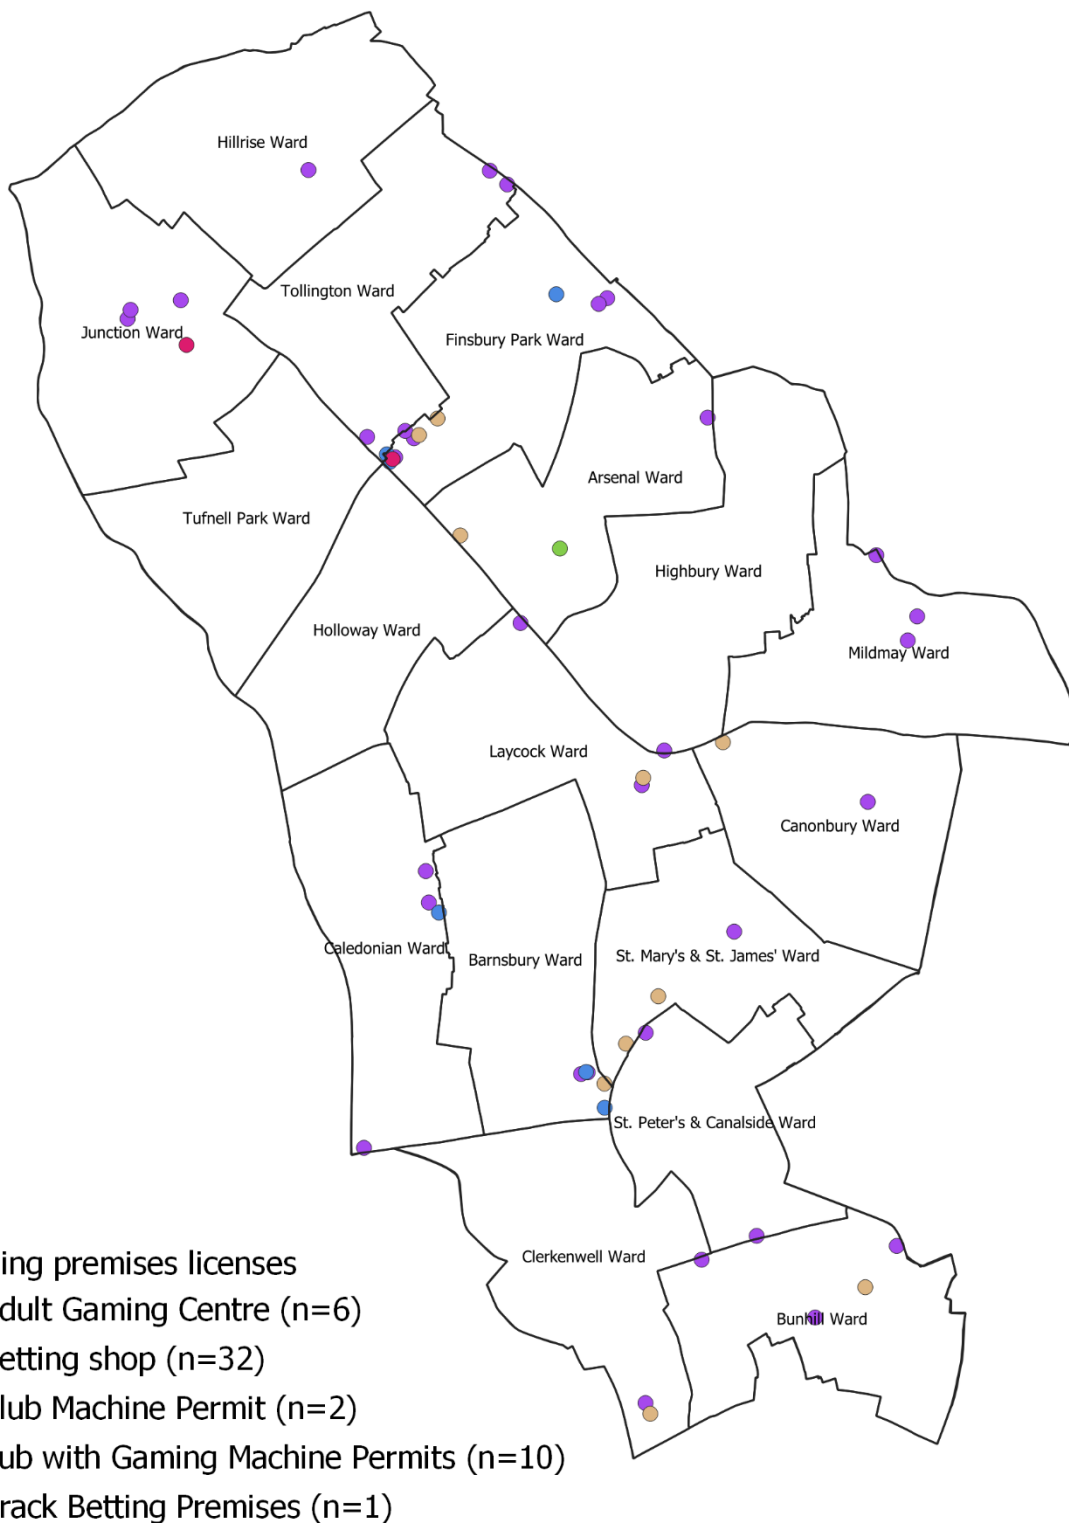 Hillrise Ward
Tollington Ward
Junction Ward
Finsbury Park Ward
Arsenal Ward
Tufnell Park Ward
Highbury Ward
Holloway Ward
Mildmay Ward
Laycock Ward
Canonbury Ward
Caledonian Ward
Barnsbury Ward
St. Mary's & St. James' Ward
St. Peter's & Canalside Ward
Clerkenwell Ward
Bunhill Ward
ing premises licenses
dult Gaming Centre (n=6)
etting shop (n=32)
lub Machine Permit (n=2)
ub with Gaming Machine Permits (n=10)
rack Betting Premises (n=1)